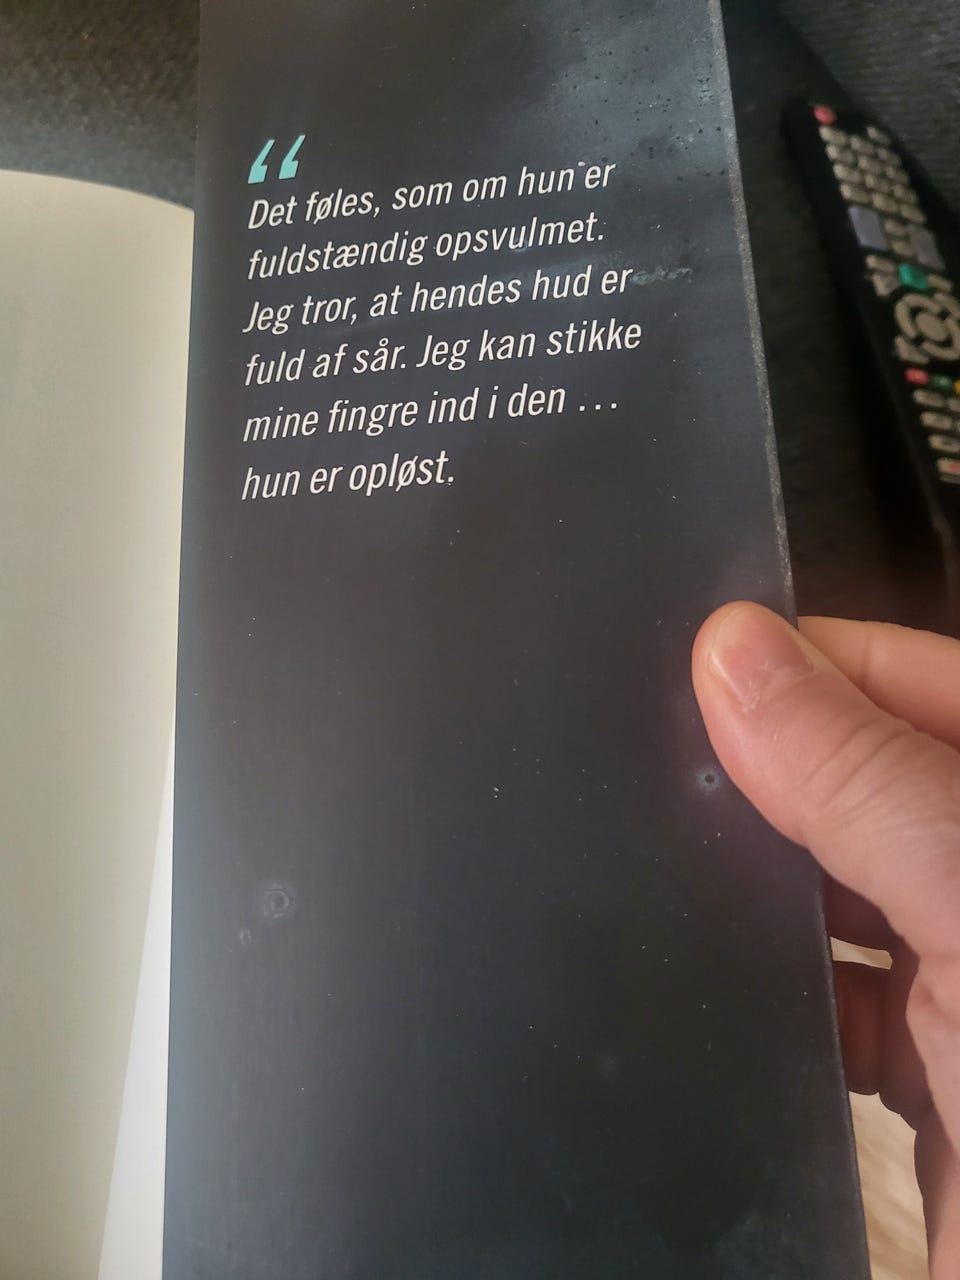 “
Det føles, som om hun er
fuldstændig opsvulmet.
Jeg tror, at hendes hud er
fuld af sår. Jeg kan stikke
mine fingre ind i den ...
hun er opløst.